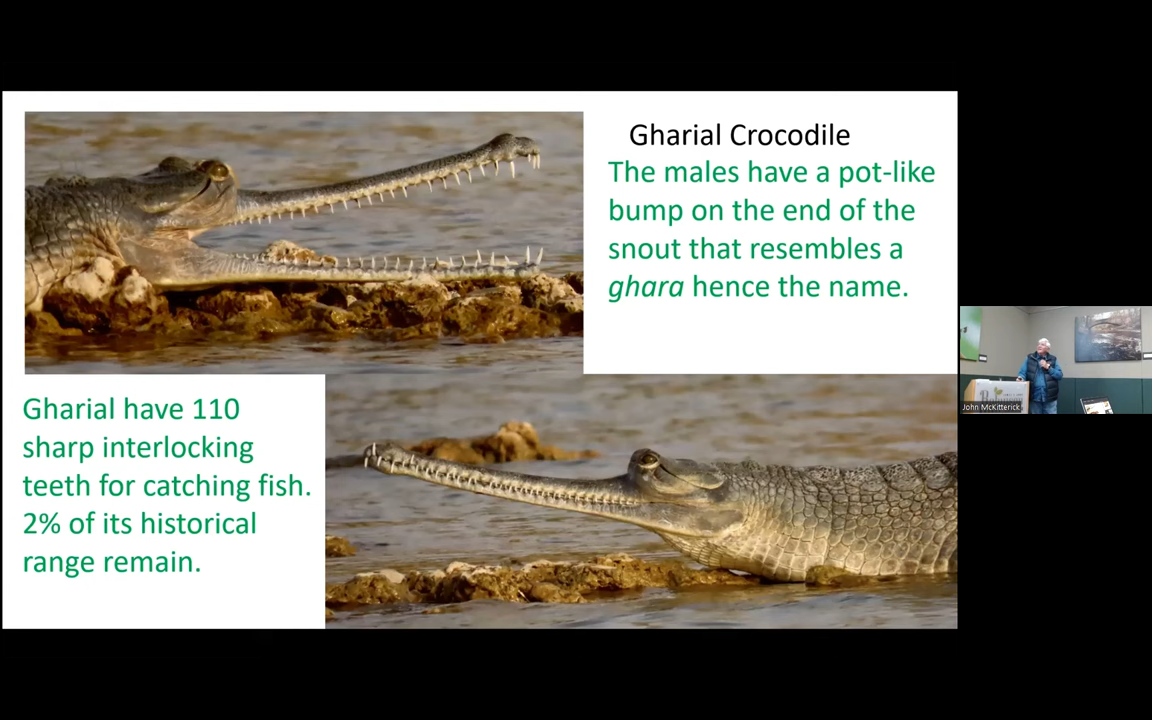 Gharial Crocodile
The males have a pot-like
bump on the end of the
snout that resembles a
ghara hence the name.
Gharial have 110
sharp interlocking
teeth for catching fish.
2% of its historical
range remain.
John McKitterick